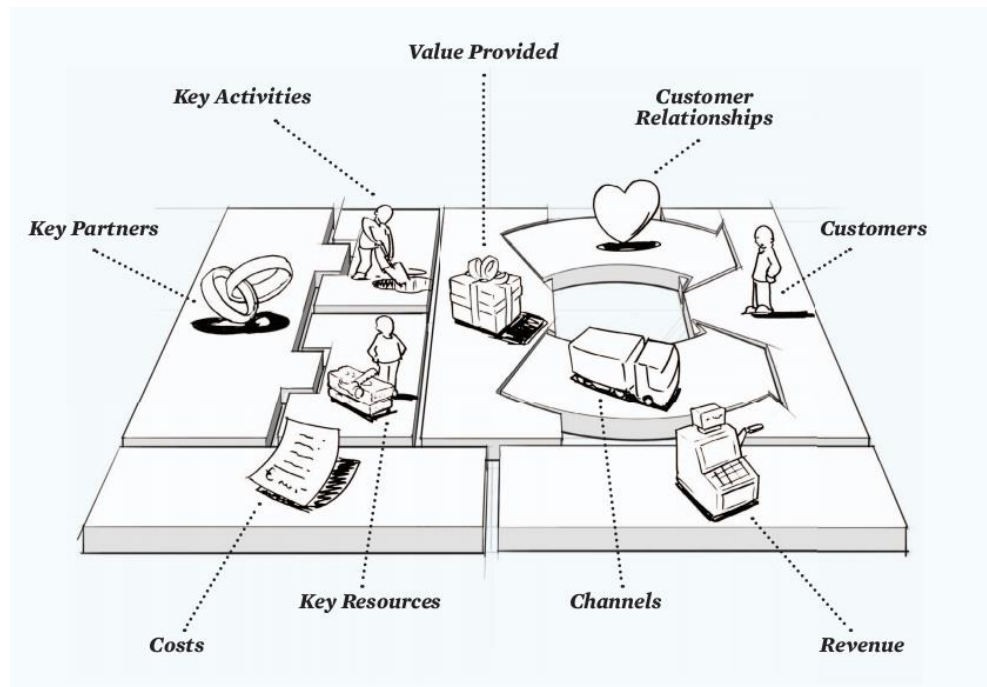 Value Provided
Key Activities
Customer
Relationships
Key Partners
Customers
Key Resources
Channels
Costs
Revenue